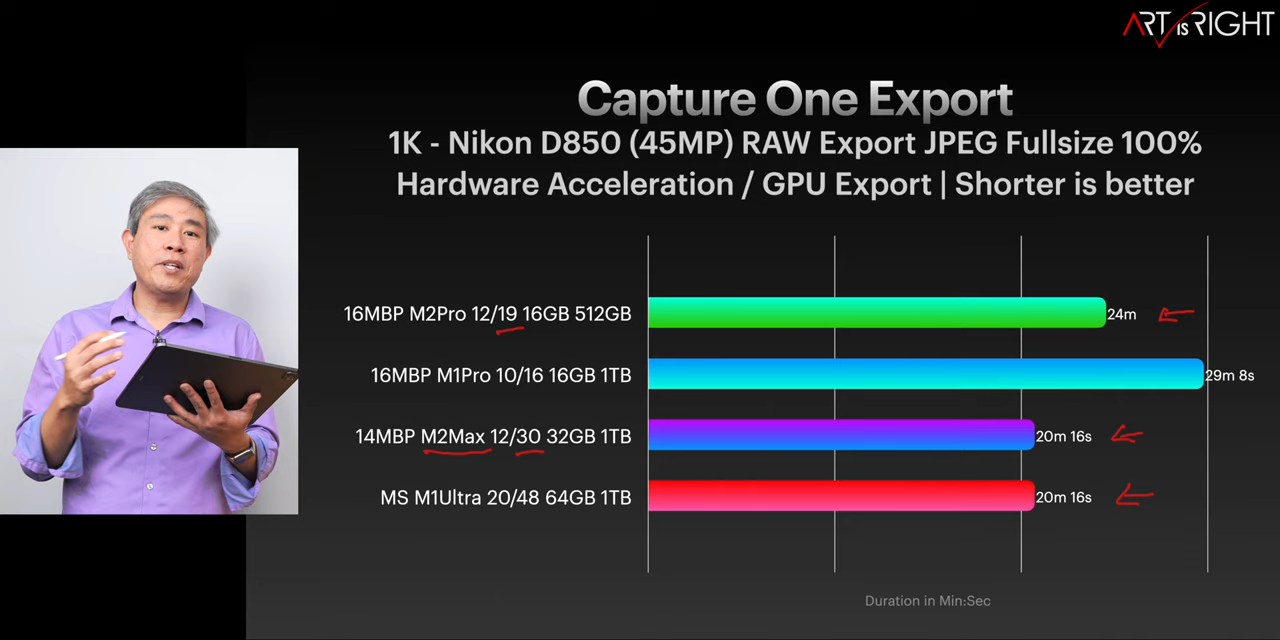 ART IS RIGHT
Capture One Export
1K - Nikon D850 (45MP) RAW Export JPEG Fullsize 100%
Hardware Acceleration / GPU Export | Shorter is better
16MBP M2Pro 12/19 16GB 512GB
24m
16MBP M1Pro 10/16 16GB 1TB
29m 8s
14MBP M2Max 12/30 32GB 1TB
20m 16s
MS M1Ultra 20/48 64GB 1TB
20m 16s
Duration in Min:Sec